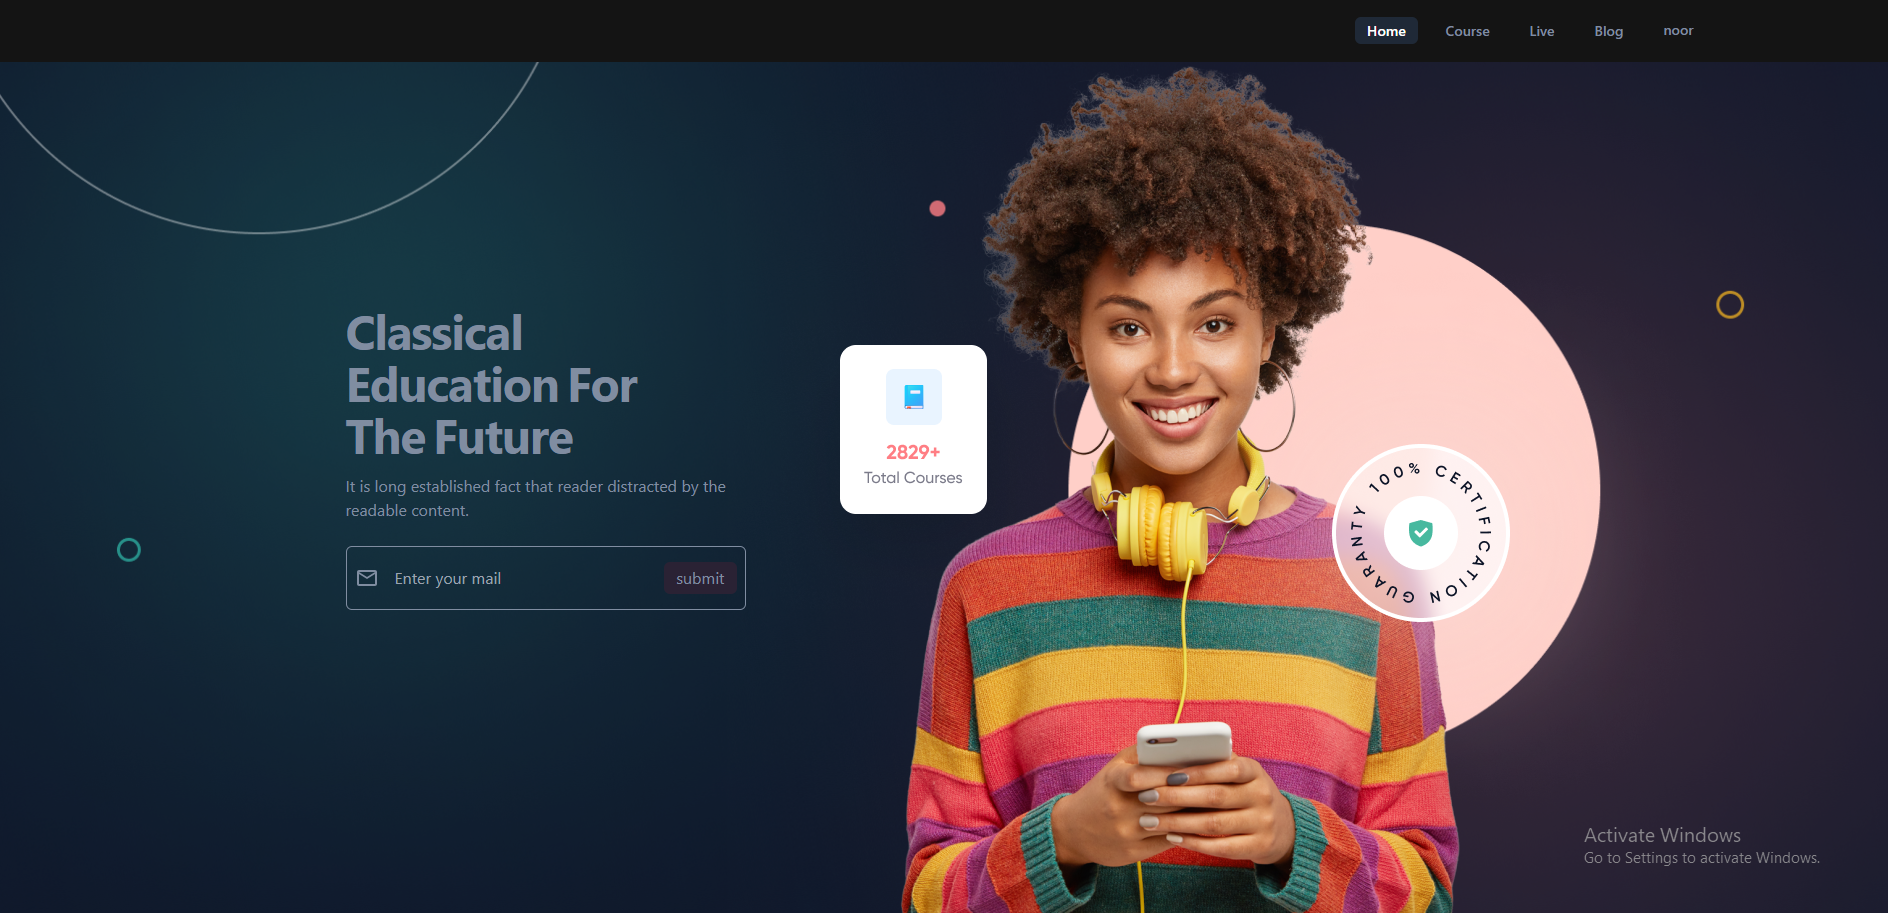 Home
Course
Live
Blog
noor
Classical
Education For
The Future
It is long established fact that reader distracted by the
readable content.
Enter your mail
submit
2829+
Total Courses
100% CERTIFICATION GUARANTY
Activate Windows
Go to Settings to activate Windows.